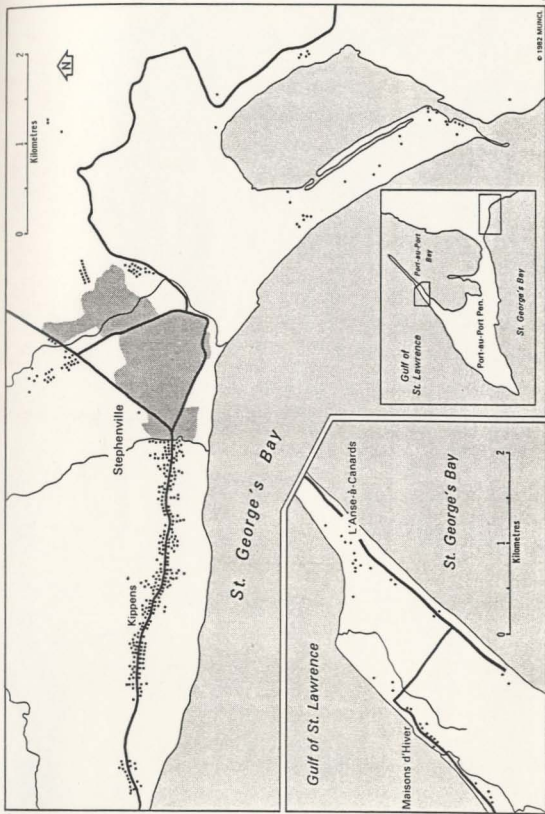 Kilometres
0 1 2
N
Stephenville
Kippens
St. George's Bay
Gulf of St. Lawrence
L'Anse-à-Canards
Maisons d'Hiver
St. George's Bay
0 1 2
Kilometres
Gulf of
St. Lawrence
Port-au-Port
Bay
Port-au-Port Pen.
St. George's Bay
© 1982 MUNCL